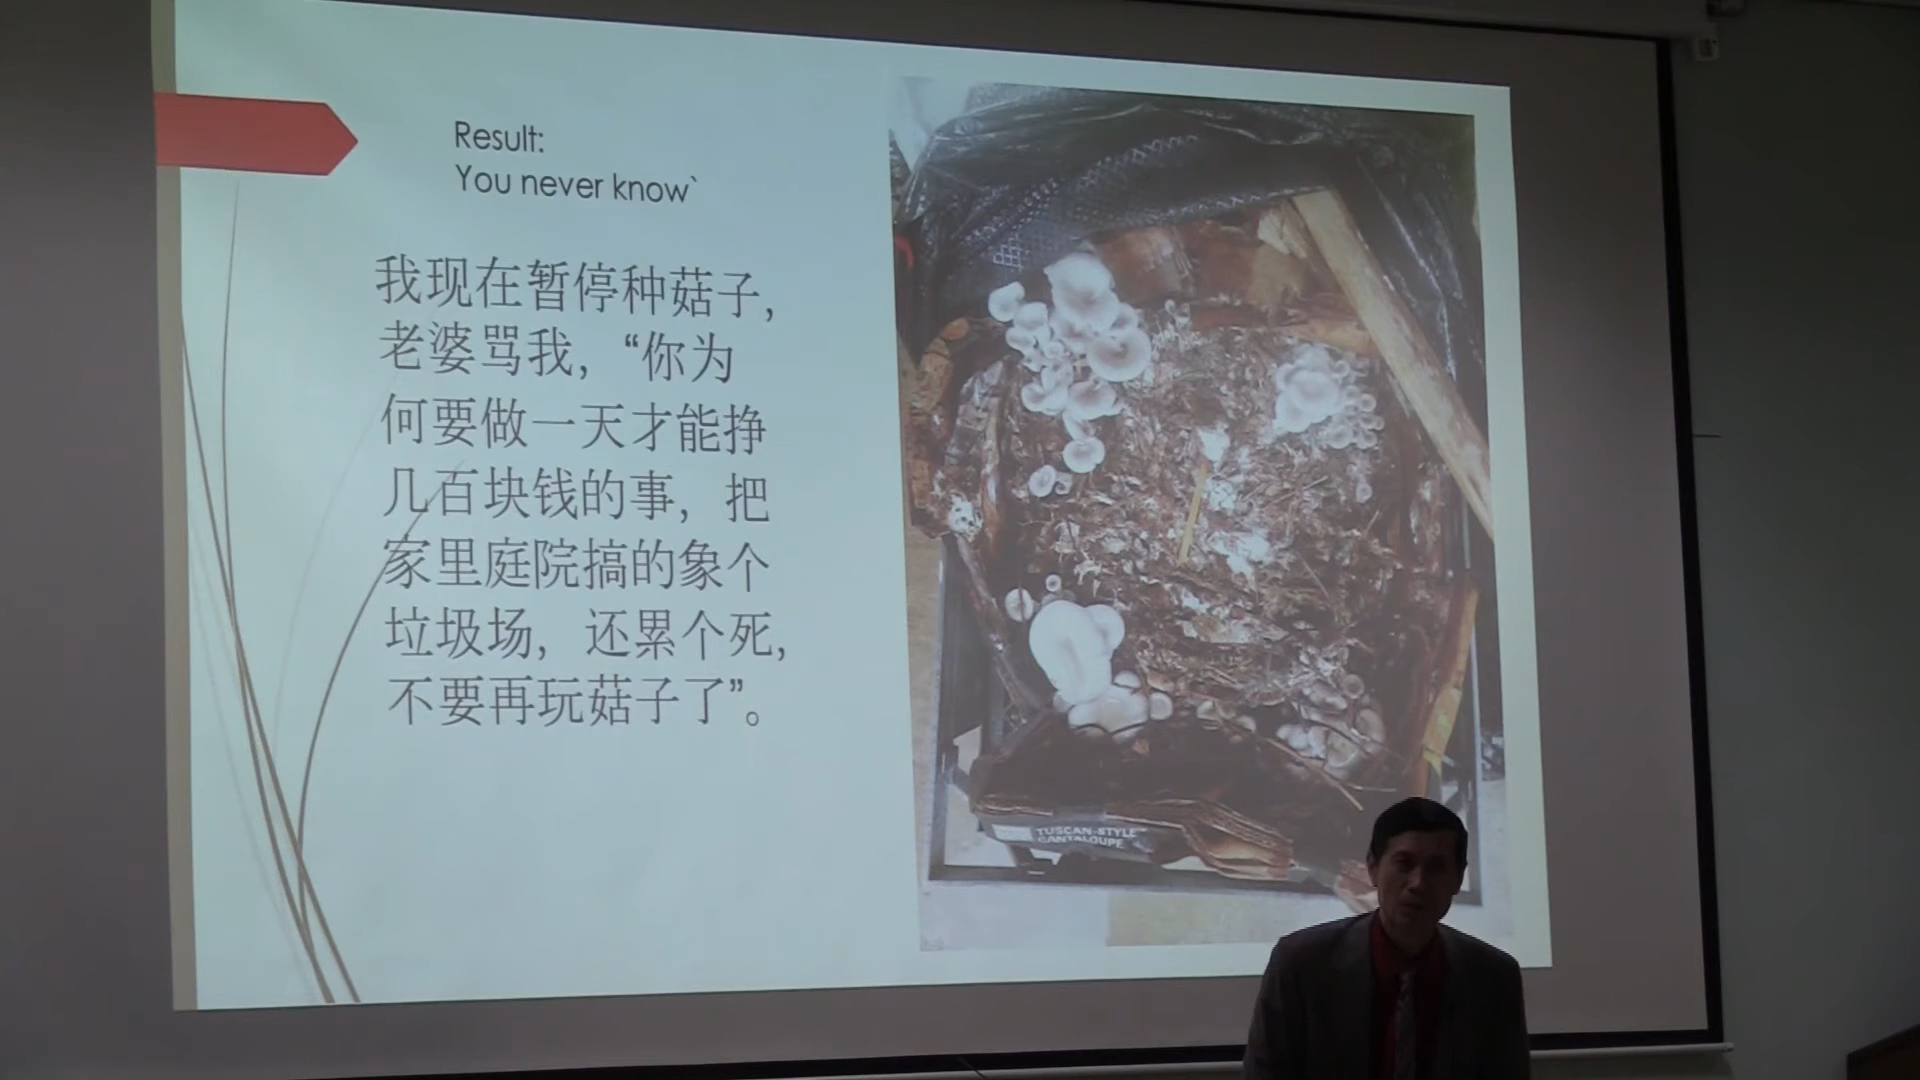 Result:
You never know`
我现在暂停种菇子，
老婆骂我，“你为
何要做一天才能挣
几百块钱的事，把
家里庭院搞的象个
垃圾场，还累个死，
不要再玩菇子了”。
TUSCAN-STYLE
CANTALOUPE